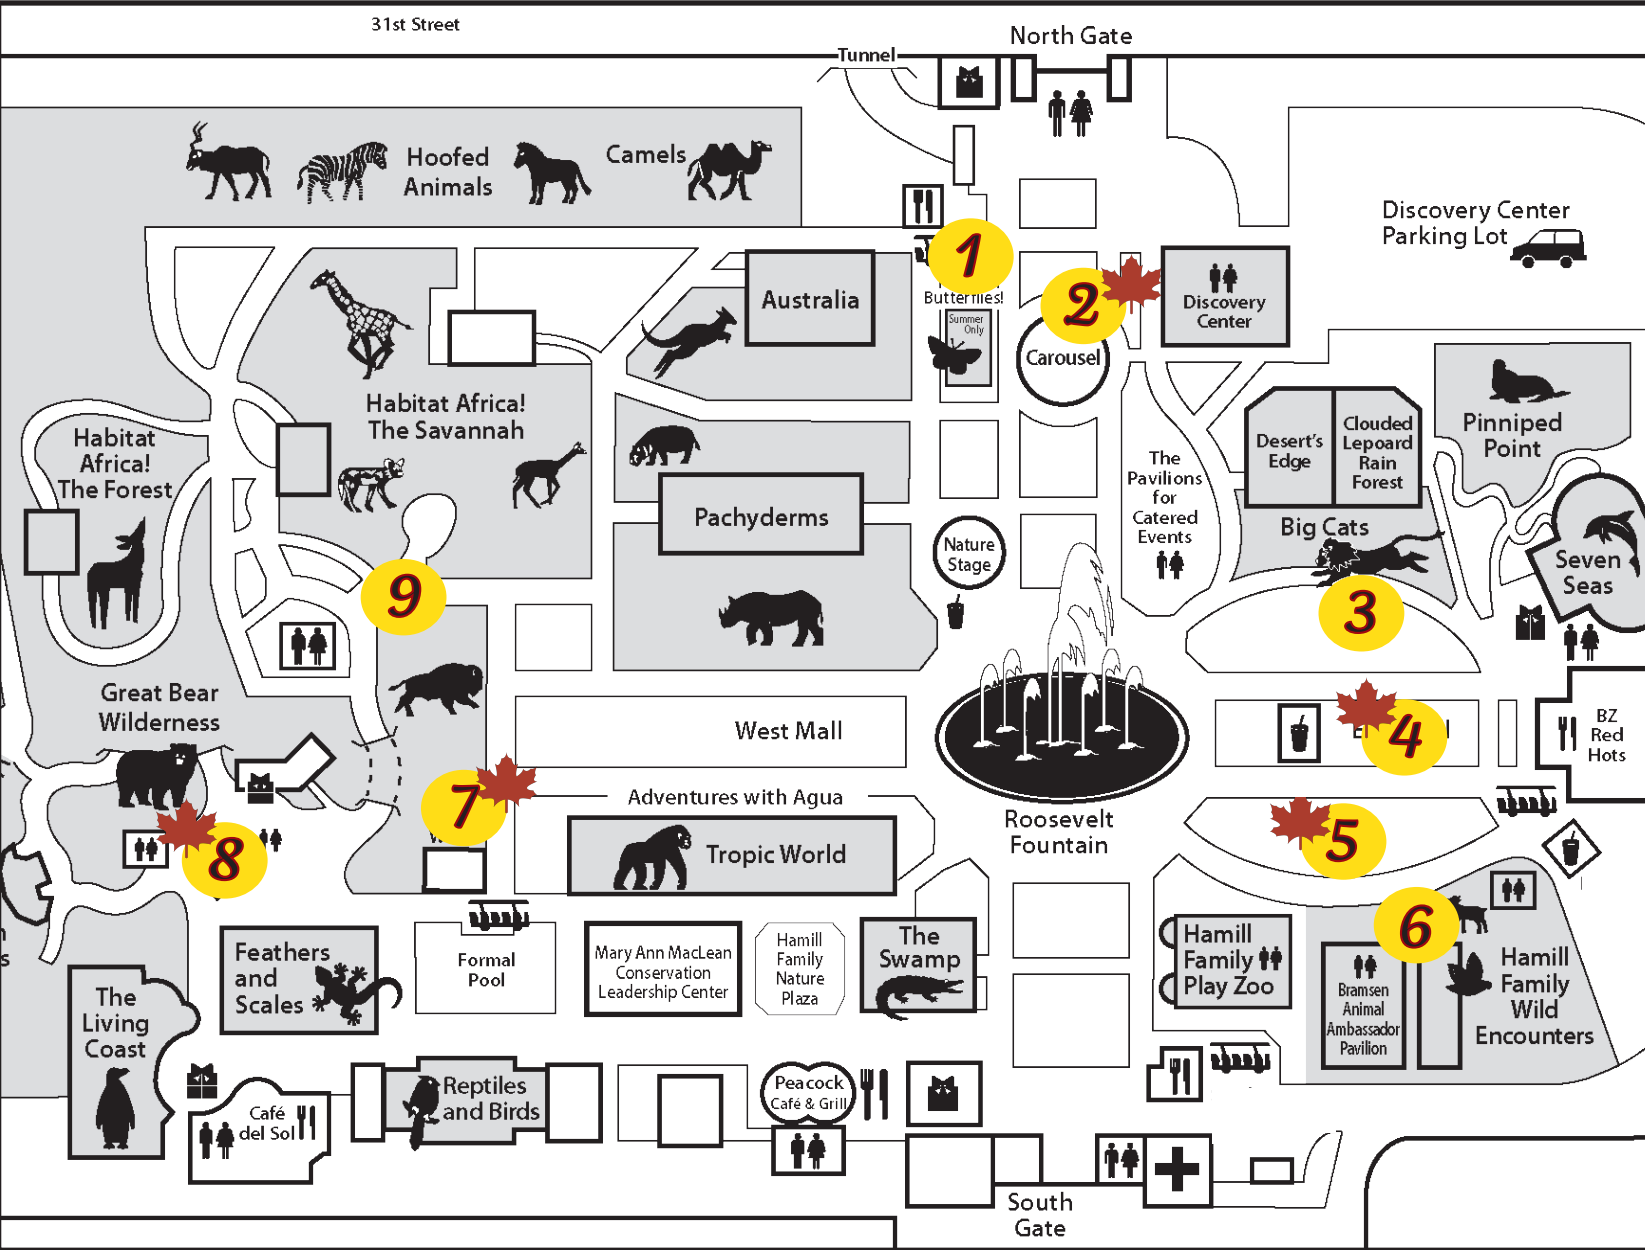 31st Street
North Gate
Tunnel
Hoofed
Animals
Camels
Discovery Center
Parking Lot
1
2
Butterflies!
Summer
Only
Australia
Discovery
Center
Carousel
Habitat Africa!
The Savannah
Habitat
Africa!
The Forest
Desert's
Edge
Clouded
Lepoard
Rain
Forest
Pinniped
Point
The
Pavilions
for
Catered
Events
Pachyderms
Big Cats
Nature
Stage
Seven
Seas
9
3
Great Bear
Wilderness
West Mall
4
BZ
Red
Hots
7
Adventures with Agua
Roosevelt
Fountain
Tropic World
5
8
6
Feathers
and
Scales
Formal
Pool
Mary Ann MacLean
Conservation
Leadership Center
Hamill
Family
Nature
Plaza
The
Swamp
Hamill
Family
Play Zoo
Bramsen
Animal
Ambassador
Pavilion
Hamill
Family
Wild
Encounters
The
Living
Coast
Café
del Sol
Reptiles
and Birds
Peacock
Café & Grill
South
Gate